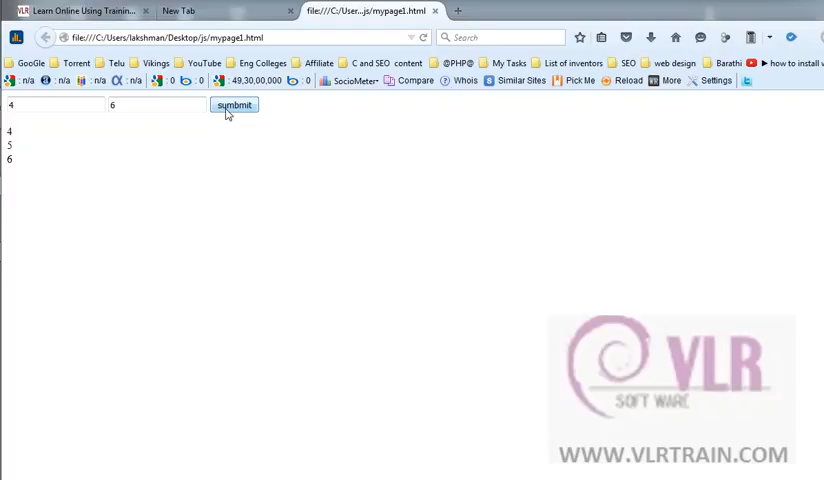 VLR Learn Online Using Trainin... × New Tab × file:///C:/User...js/mypage1.html × +
file:///C:/Users/lakshman/Desktop/js/mypage1.html Search
GooGle Torrent Telu Vikings YouTube Eng Colleges Affiliate C and SEO content @PHP@ My Tasks List of inventors SEO web design Barathi how to install w
: n/a : n/a : n/a α : n/a : 0 : 0 : 49,30,00,000 : 0 SocioMeter Compare Whois Similar Sites Pick Me Reload More Settings
4 6 sumbmit
4
5
6
VLR
SOFT WARE
WWW.VLRTRAIN.COM